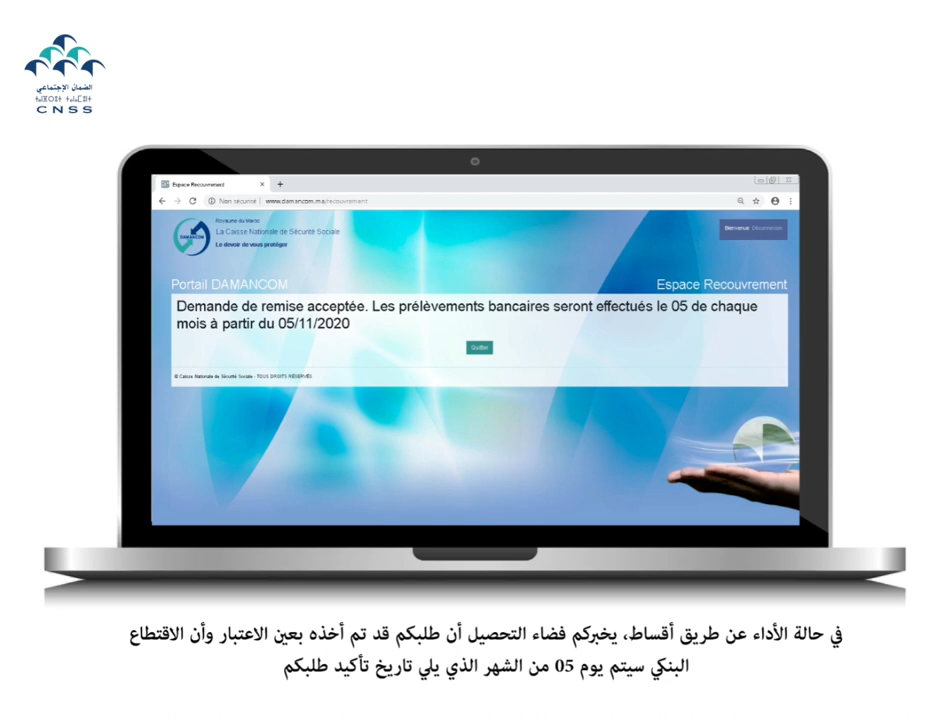 الضمان الإجتماعي
CNSS
Espace Recouvrement
Non sécurisé | www.damancom.ma/recouvrement
Royaume du Maroc
La Caisse Nationale de Sécurité Sociale
Le devoir de vous protéger
DAMANCOM
Bienvenue Déconnexion
Portail DAMANCOM
Espace Recouvrement
Demande de remise acceptée. Les prélèvements bancaires seront effectués le 05 de chaque
mois à partir du 05/11/2020
Quitter
© Caisse Nationale de Sécurité Sociale - TOUS DROITS RÉSERVÉS
في حالة الأداء عن طريق أقساط، يخبركم فضاء التحصيل أن طلبكم قد تم أخذه بعين الاعتبار وأن الاقتطاع
البنكي سيتم يوم 05 من الشهر الذي يلي تاريخ تأكيد طلبكم